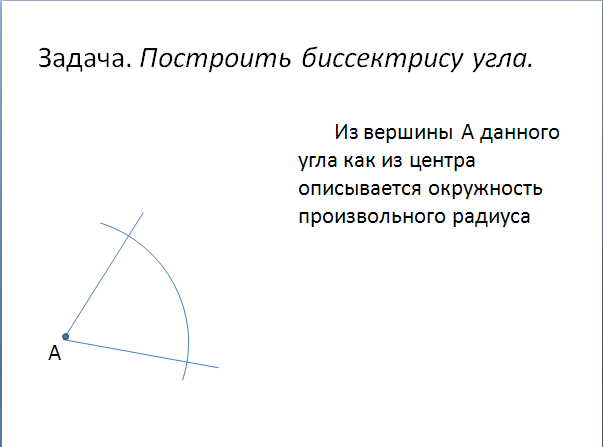 Задача. Построить биссектрису угла.
Из вершины А данного
угла как из центра
описывается окружность
произвольного радиуса
А